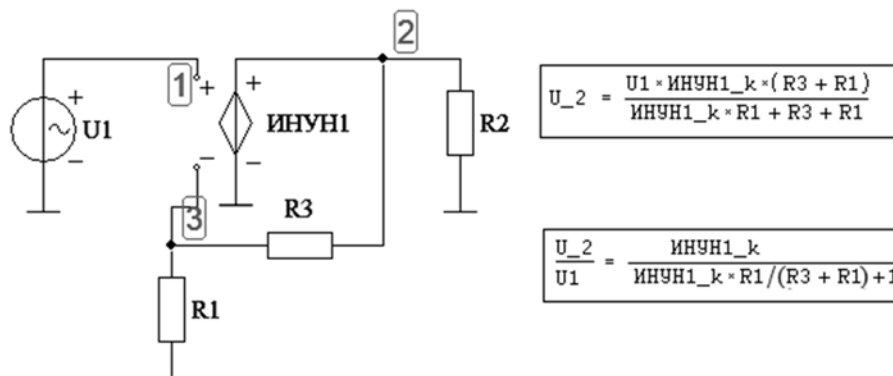 2
1
+
+
+
U1
−
−
−
ИНУН1
R2
3
R3
R1
U_2 = U1*ИНУН1_k*(R3 + R1)
ИНУН1_k*R1 + R3 + R1
U_2
U1
= ИНУН1_k
ИНУН1_k*R1/(R3 + R1)+1